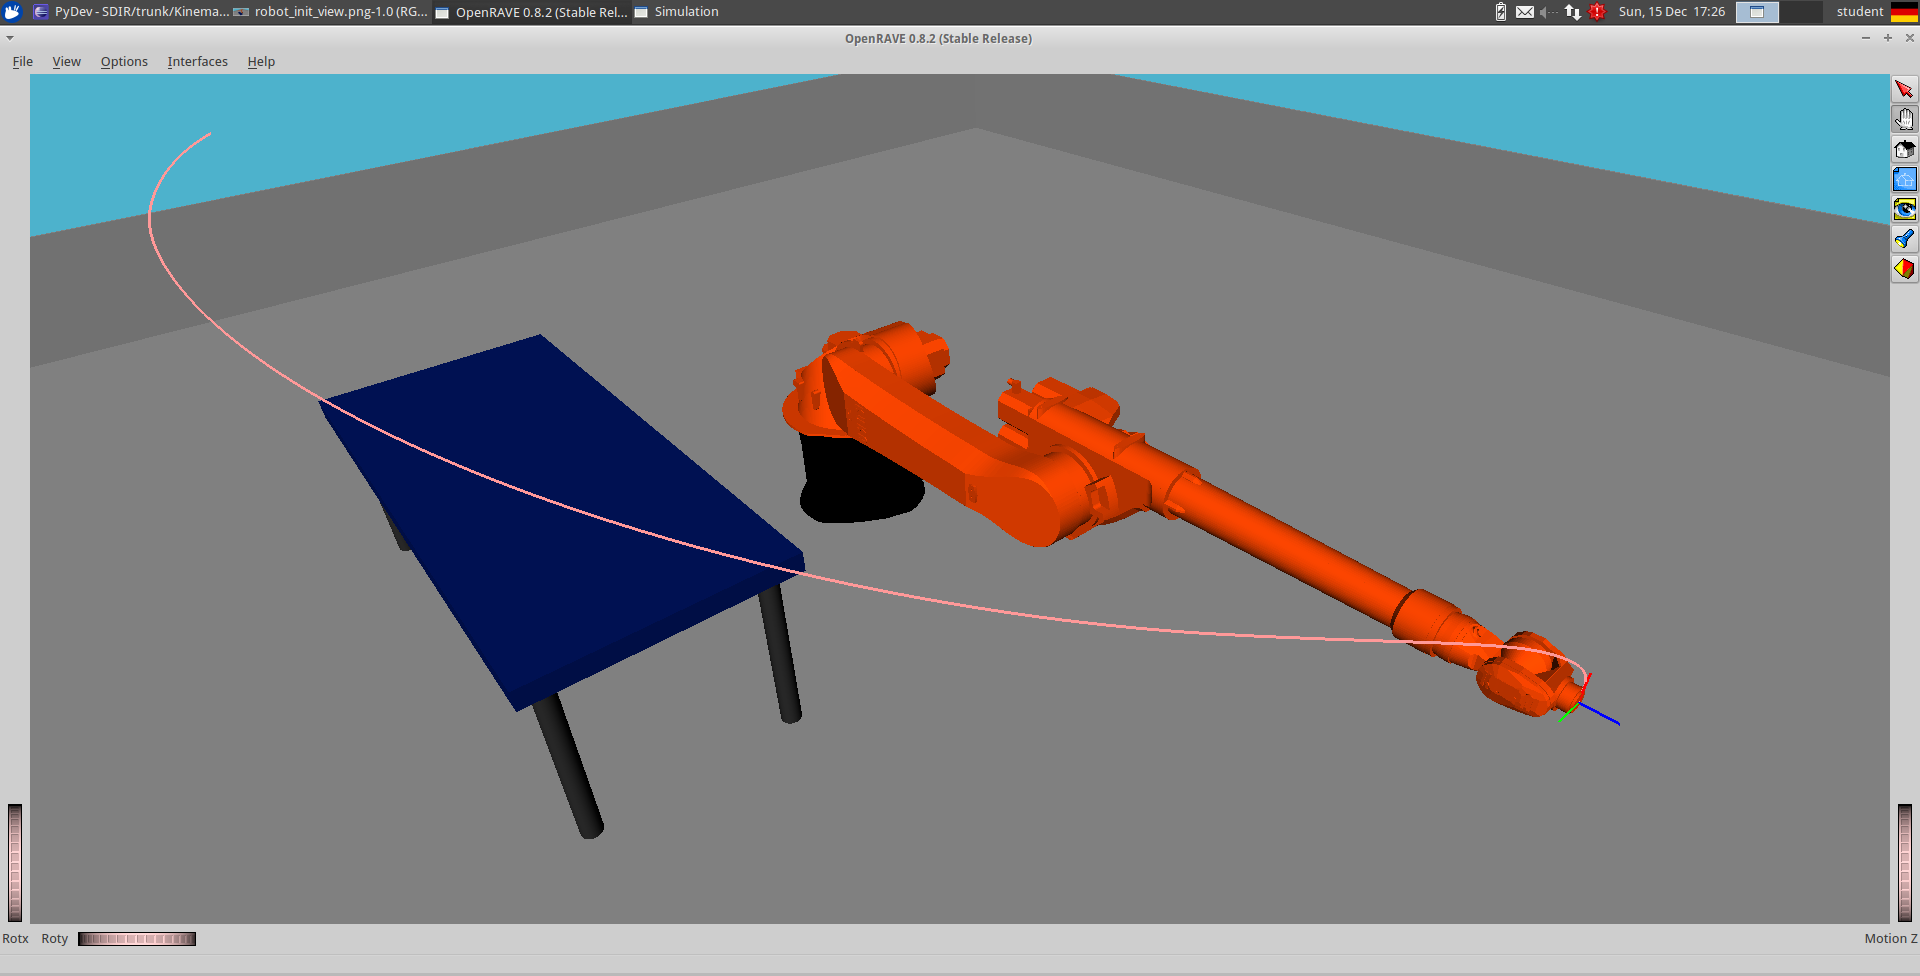 PyDev - SDIR/trunk/Kinema... robot_init_view.png-1.0 (RG... OpenRAVE 0.8.2 (Stable Rel... Simulation Sun, 15 Dec 17:26 student
OpenRAVE 0.8.2 (Stable Release)
File View Options Interfaces Help
Rotx Roty Motion Z